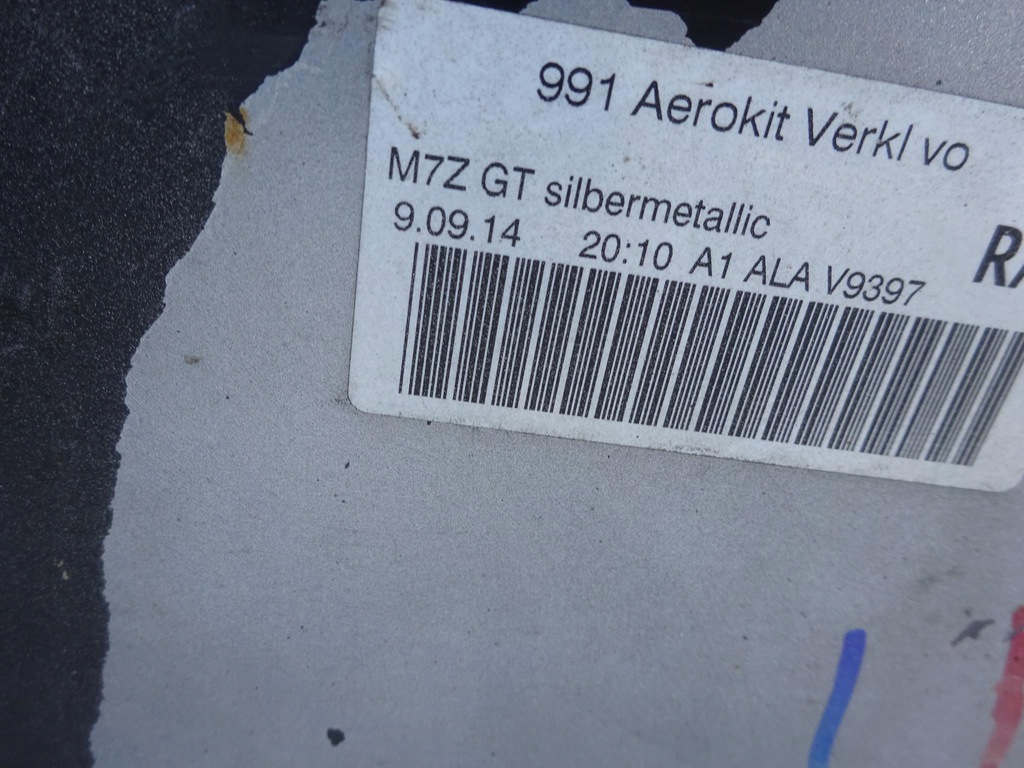 991 Aerokit Verkl vo
M7Z GT silbermetallic
9.09.14 20:10 A1 ALA V9397